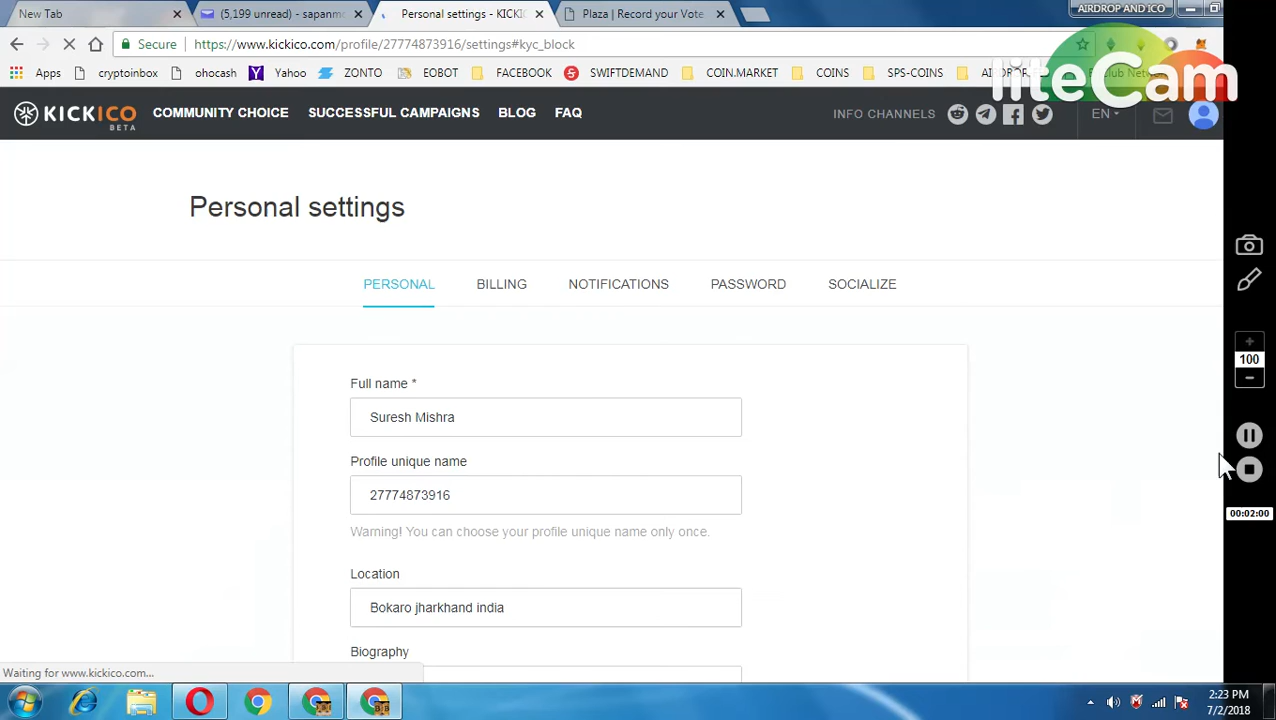 New Tab
(5,199 unread) - sapanm
Personal settings - KICKI
Plaza | Record your Vote
AIRDROP AND ICO
Secure
https://www.kickico.com/profile/27774873916/settings#kyc_block
Apps
cryptoinbox
ohocash
Yahoo
ZONTO
EOBOT
FACEBOOK
SWIFTDEMAND
COIN.MARKET
COINS
SPS-COINS
liteCam
KICKICO
BETA
COMMUNITY CHOICE
SUCCESSFUL CAMPAIGNS
BLOG
FAQ
INFO CHANNELS
EN
Personal settings
PERSONAL
BILLING
NOTIFICATIONS
PASSWORD
SOCIALIZE
100
Full name *
Suresh Mishra
Profile unique name
27774873916
00:02:00
Warning! You can choose your profile unique name only once.
Location
Bokaro jharkhand india
Biography
Waiting for www.kickico.com...
2:23 PM
7/2/2018